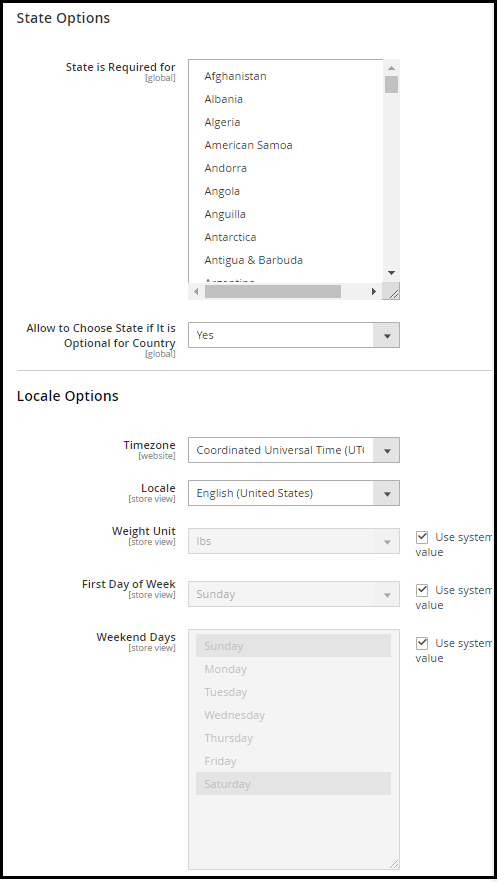 State Options
State is Required for
[global]
Afghanistan
Albania
Algeria
American Samoa
Andorra
Angola
Anguilla
Antarctica
Antigua & Barbuda
Allow to Choose State if It is
Optional for Country
[global]
Yes
Locale Options
Timezone
[website]
Coordinated Universal Time (UTC
Locale
[store view]
English (United States)
Weight Unit
[store view]
lbs
Use system
value
First Day of Week
[store view]
Sunday
Use system
value
Weekend Days
[store view]
Sunday
Monday
Tuesday
Wednesday
Thursday
Friday
Saturday
Use system
value